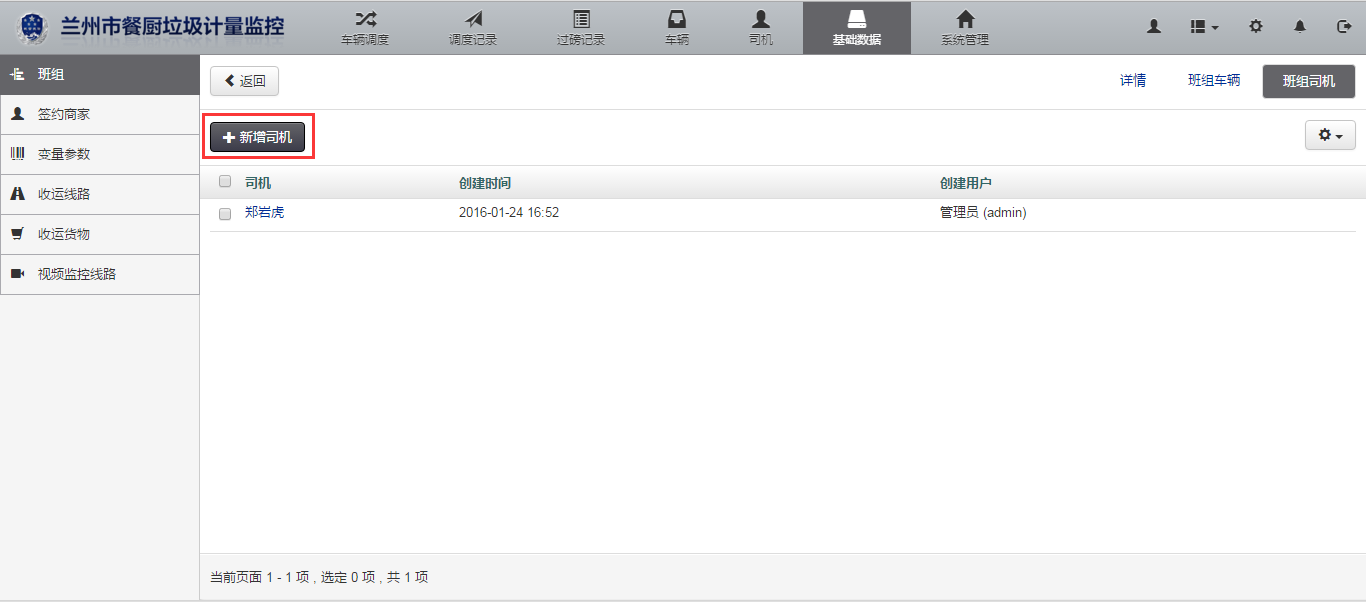 兰州市餐厨垃圾计量监控
车辆调度
调度记录
过磅记录
车辆
司机
基础数据
系统管理
班组
签约商家
变量参数
收运线路
收运货物
视频监控线路
返回
详情
班组车辆
班组司机
新增司机
司机 创建时间 创建用户
郑岩虎 2016-01-24 16:52 管理员 (admin)
当前页面 1 - 1 项 , 选定 0 项 , 共 1 项